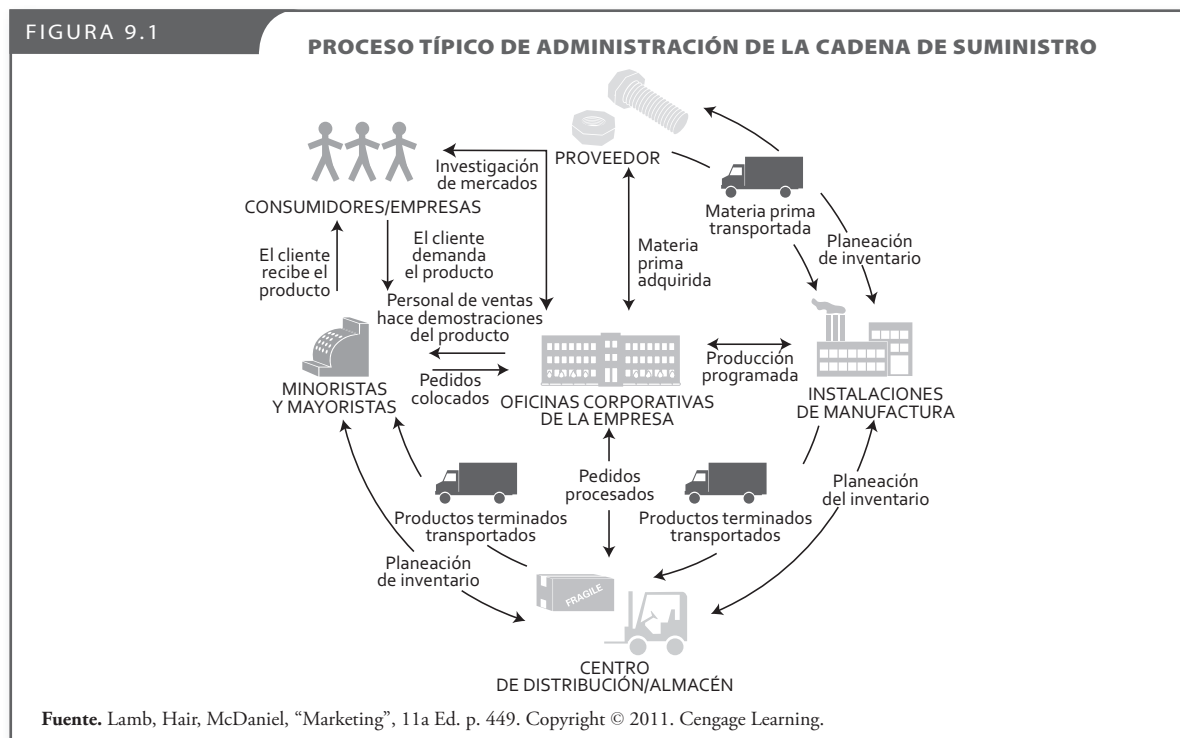 FIGURA 9.1
PROCESO TÍPICO DE ADMINISTRACIÓN DE LA CADENA DE SUMINISTRO
PROVEEDOR
Investigación
de mercados
CONSUMIDORES/EMPRESAS
Materia prima
transportada
El cliente
recibe el
producto
El cliente
demanda
el producto
Materia
prima
adquirida
Planeación
de inventario
Personal de ventas
hace demostraciones
del producto
Producción
programada
MINORISTAS
Y MAYORISTAS
Pedidos
colocados
OFICINAS CORPORATIVAS
DE LA EMPRESA
INSTALACIONES
DE MANUFACTURA
Pedidos
procesados
Planeación
del inventario
Productos terminados
transportados
Productos terminados
transportados
Planeación
de inventario
FRAGILE
CENTRO
DE DISTRIBUCIÓN/ALMACÉN
Fuente. Lamb, Hair, McDaniel, “Marketing”, 11a Ed. p. 449. Copyright © 2011. Cengage Learning.